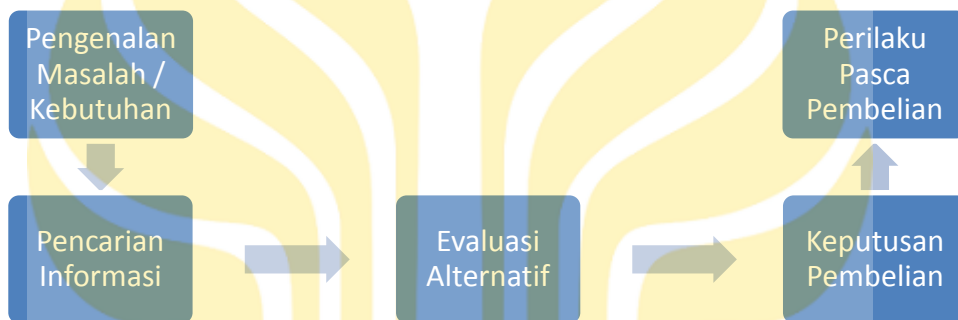 Pengenalan
Masalah /
Kebutuhan
Pencarian
Informasi
Evaluasi
Alternatif
Keputusan
Pembelian
Perilaku
Pasca
Pembelian